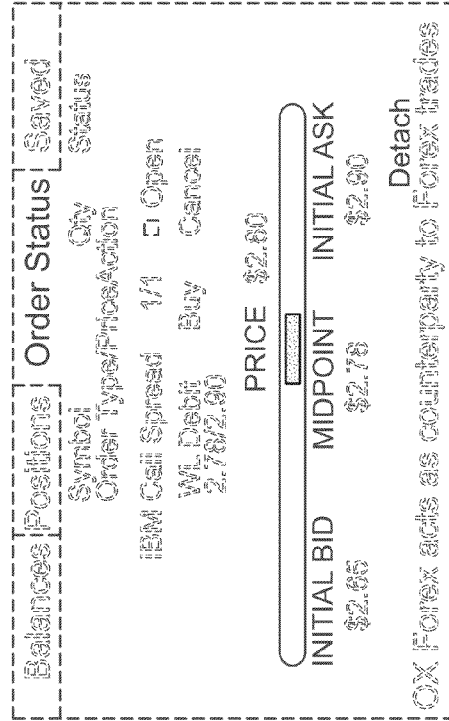 Balances Positions Order Status Saved
Symbol Qty Status
Order Type/Price/Action
IBM Call Spread 1/1 Open
WL Debit Buy Cancel
2.78/2.90
PRICE $2.80
INITIAL BID MIDPOINT INITIAL ASK
$2.65 $2.78 $2.90
Detach
OX Forex acts as counterparty to Forex trades